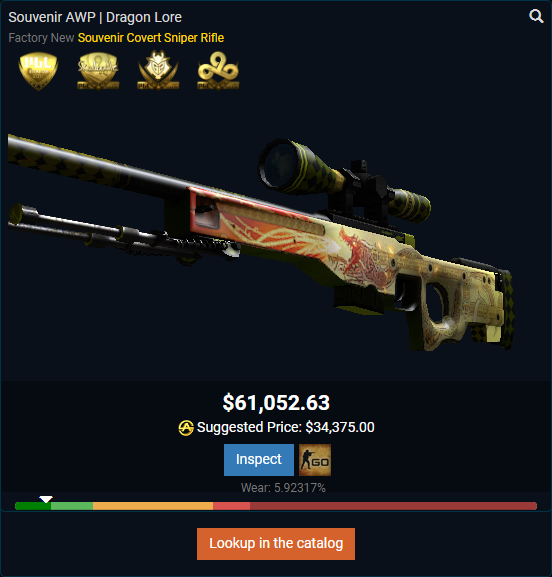 Souvenir AWP | Dragon Lore
Factory New Souvenir Covert Sniper Rifle
$61,052.63
Suggested Price: $34,375.00
Inspect
GO
Wear: 5.92317%
Lookup in the catalog